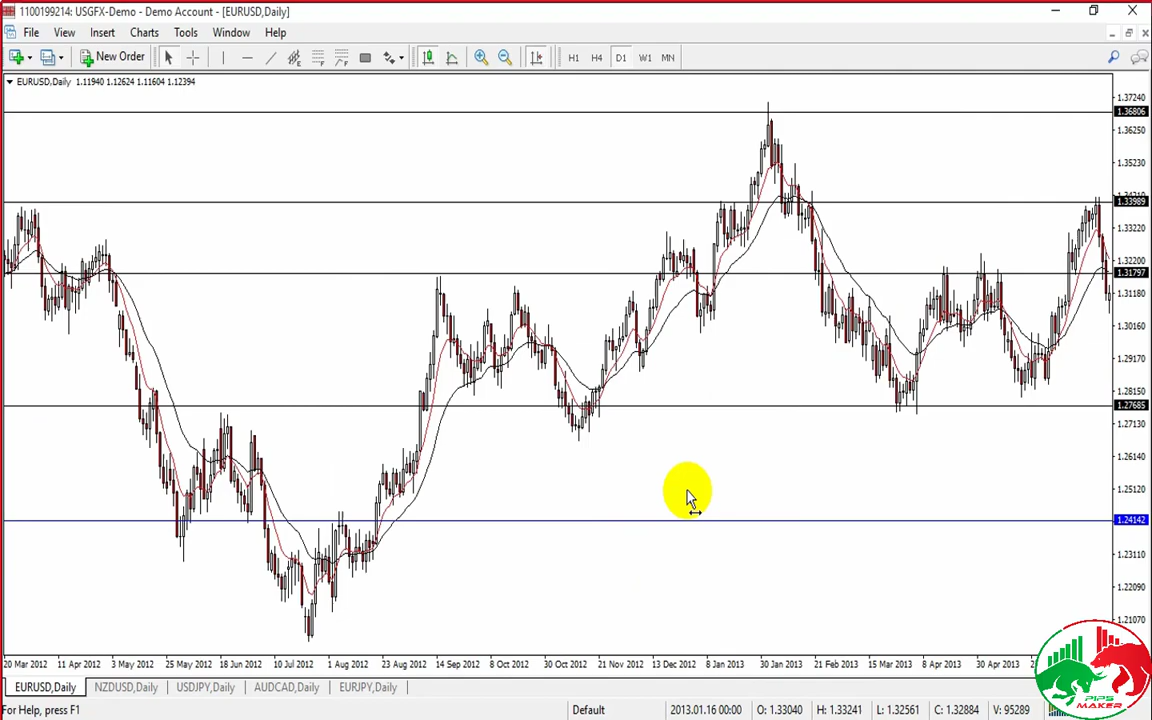 1100199214: USGFX-Demo - Demo Account - [EURUSD,Daily]
File View Insert Charts Tools Window Help
New Order H1 H4 D1 W1 MN
EURUSD,Daily 1.11940 1.12624 1.11604 1.12394
1.37240
1.36806
1.36250
1.35230
1.33989
1.33220
1.32200
1.31797
1.31180
1.30160
1.29170
1.28150
1.27685
1.27130
1.26140
1.25120
1.24142
1.23110
1.22090
1.21070
20 Mar 2012 11 Apr 2012 3 May 2012 25 May 2012 18 Jun 2012 10 Jul 2012 1 Aug 2012 23 Aug 2012 14 Sep 2012 8 Oct 2012 30 Oct 2012 21 Nov 2012 13 Dec 2012 8 Jan 2013 30 Jan 2013 21 Feb 2013 15 Mar 2013 8 Apr 2013 30 Apr 2013
EURUSD,Daily NZDUSD,Daily USDJPY,Daily AUDCAD,Daily EURJPY,Daily
PIPS
MAKER
For Help, press F1 Default 2013.01.16 00:00 O: 1.33040 H: 1.33241 L: 1.32561 C: 1.32884 V: 95289